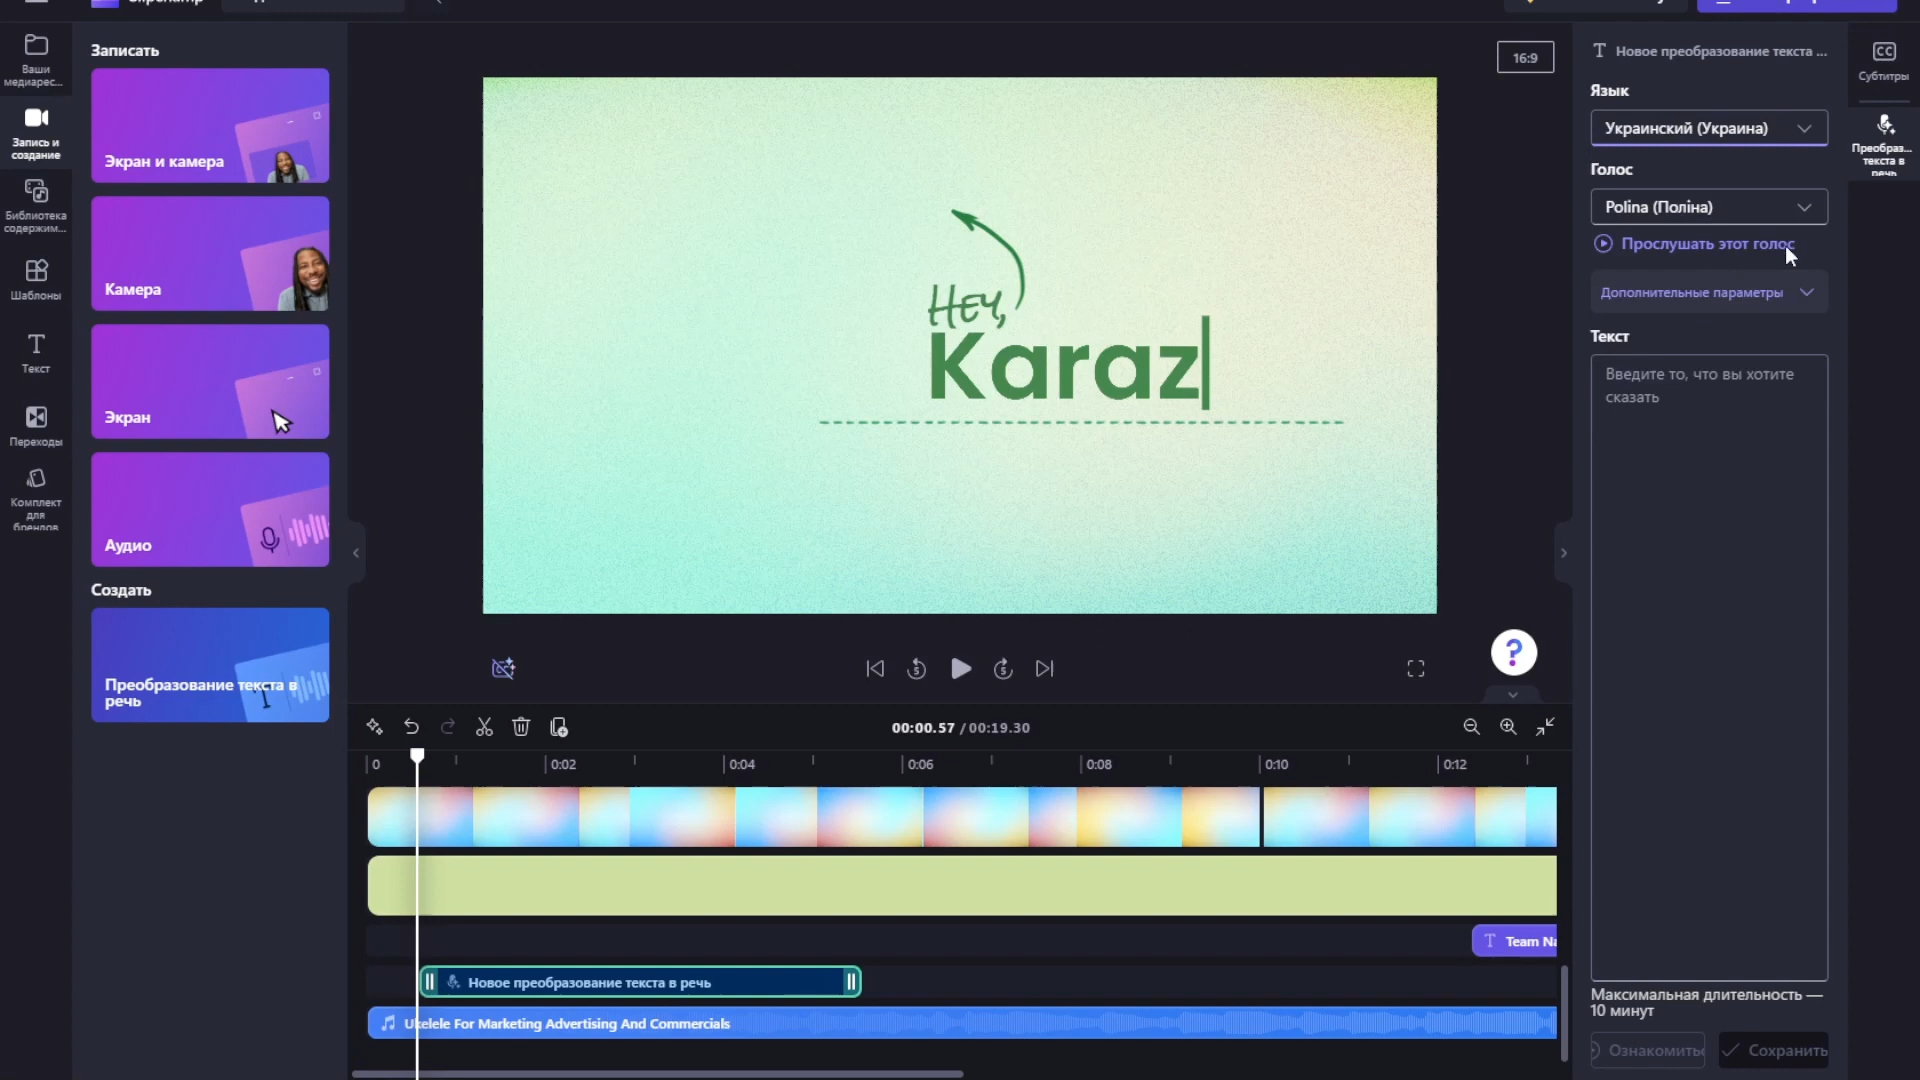 Записать
Экран и камера
Камера
Экран
Аудио
Создать
Преобразование текста в
речь
Ваши
медиарес...
Запись и
создание
Библиотека
содержим...
Шаблоны
Текст
Переходы
Комплект
для
брендов
16:9
Hey,
Karaz
00:00.57 / 00:19.30
0
0:02
0:04
0:06
0:08
0:10
0:12
Team Na
Новое преобразование текста в речь
Ukelele For Marketing Advertising And Commercials
Новое преобразование текста ...
Язык
Украинский (Украина)
Голос
Polina (Поліна)
Прослушать этот голос
Дополнительные параметры
Текст
Введите то, что вы хотите
сказать
Максимальная длительность —
10 минут
Ознакомитьс
Сохранить
CC
Субтитры
Преобраз...
текста в
речь